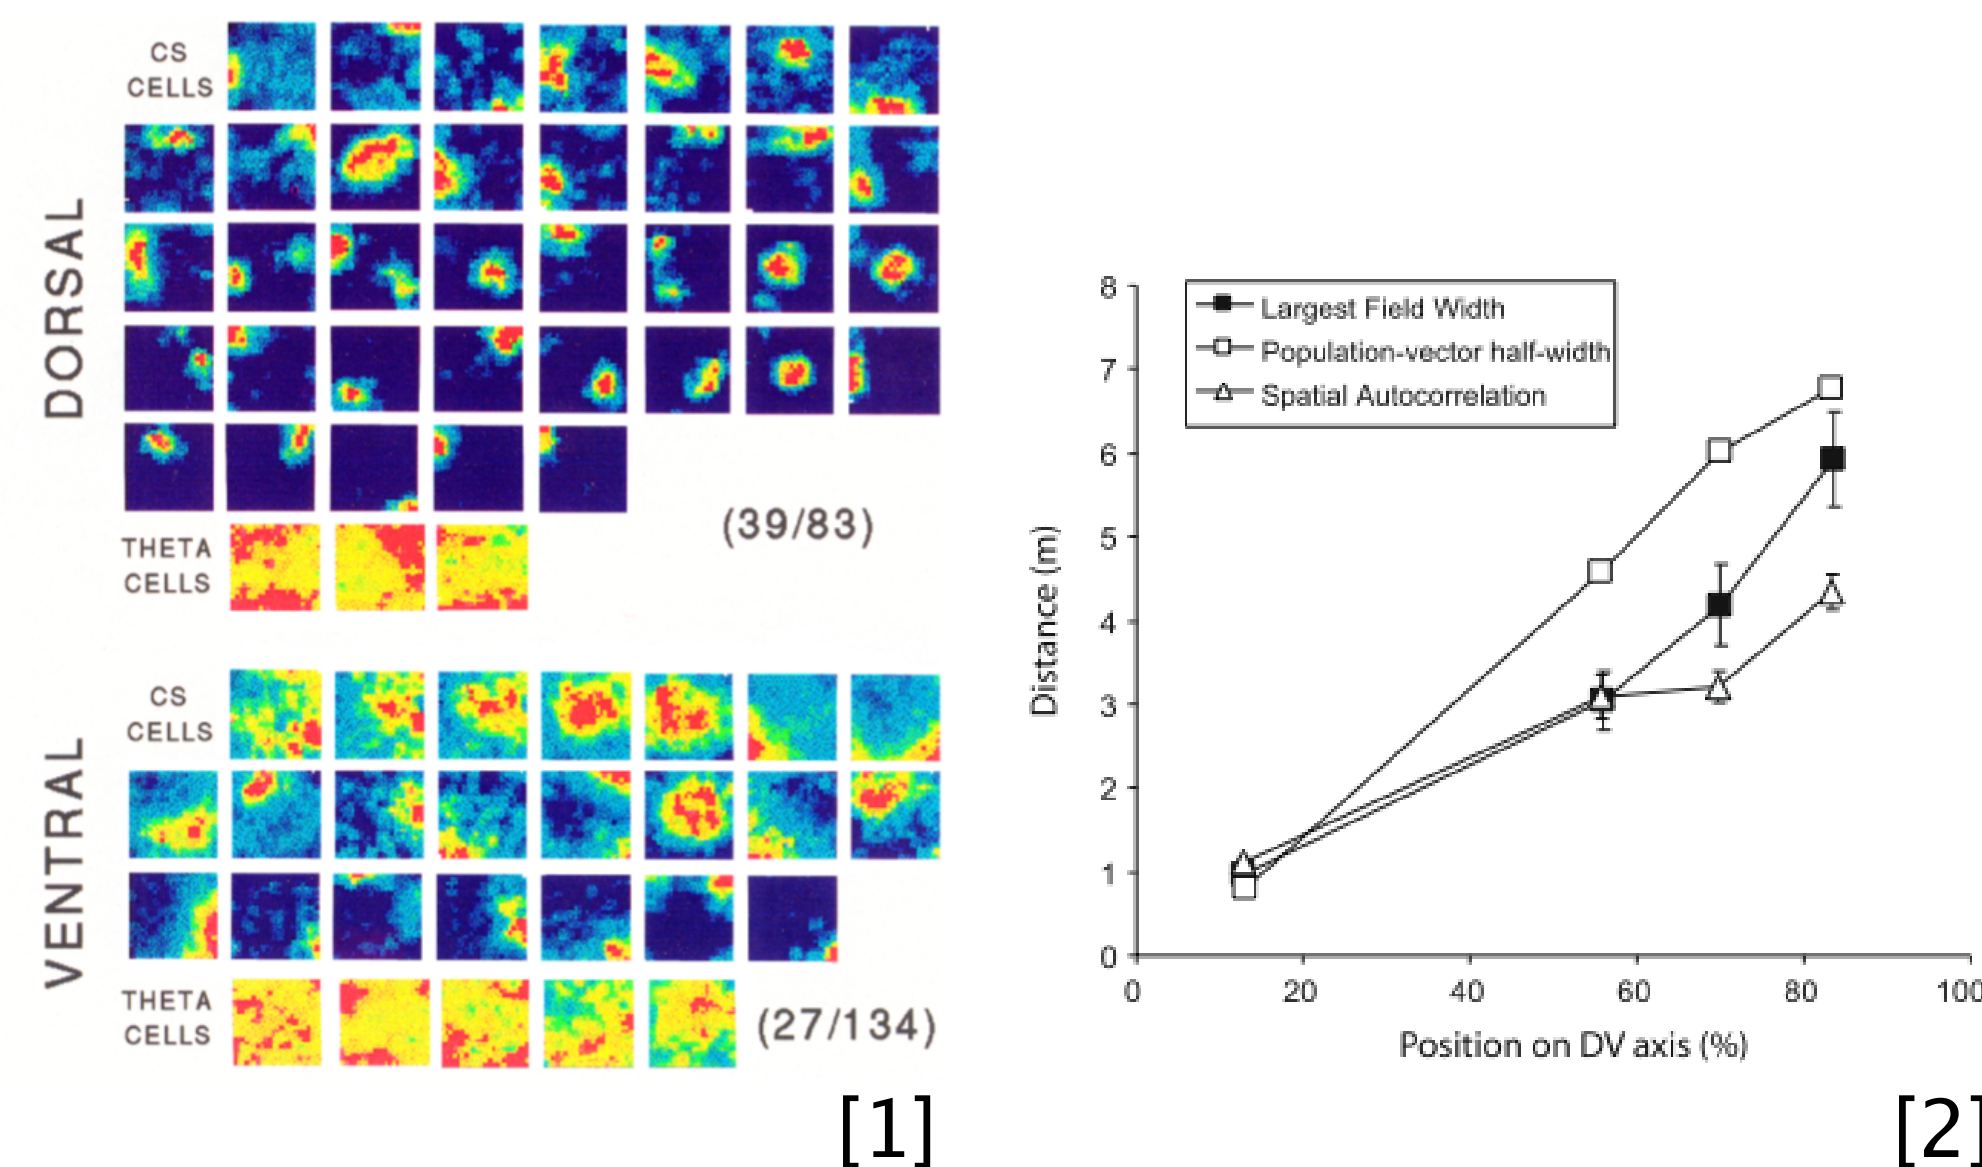 CS
CELLS
DORSAL
(39/83)
THETA
CELLS
CS
CELLS
VENTRAL
THETA
CELLS
(27/134)
[1]
8
7
6
5
4
3
2
1
0
Distance (m)
Largest Field Width
Population-vector half-width
Spatial Autocorrelation
0 20 40 60 80 100
Position on DV axis (%)
[2]